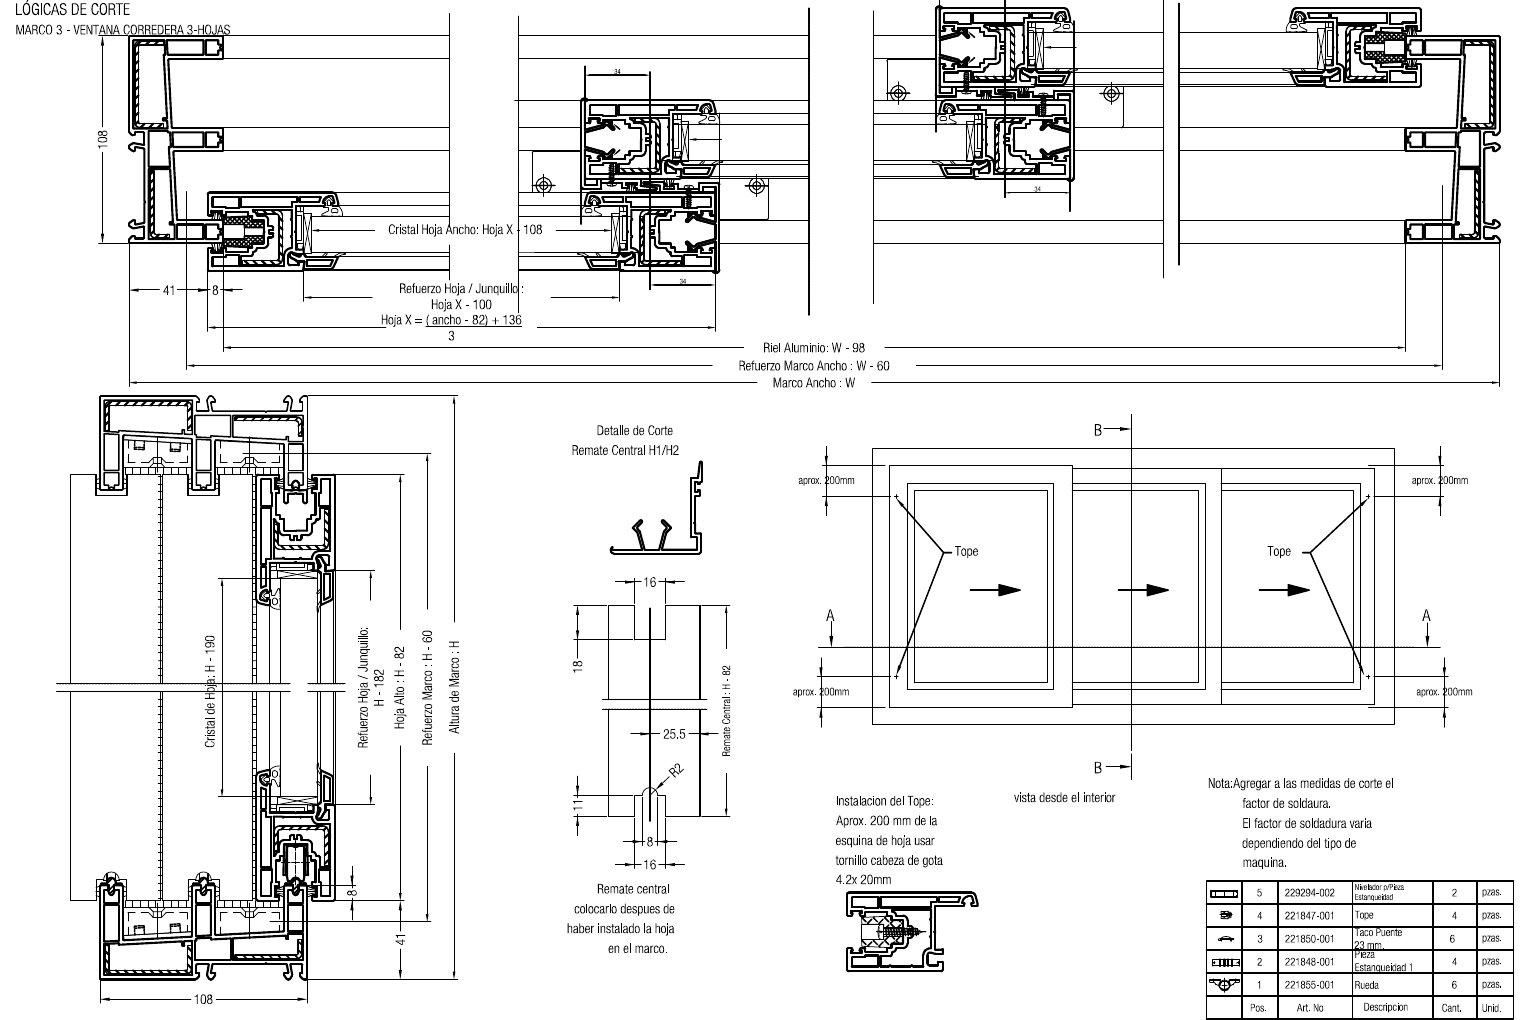 LÓGICAS DE CORTE
MARCO 3 - VENTANA CORREDERA 3-HOJAS
34
108
34
Cristal Hoja Ancho: Hoja X - 108
34
41
8
Refuerzo Hoja / Junquillo :
Hoja X - 100
Hoja X = ( ancho - 82) + 136
3
Riel Aluminio: W - 98
Refuerzo Marco Ancho : W - 60
Marco Ancho : W
Cristal de Hoja: H - 190
Refuerzo Hoja / Junquillo:
H - 182
Hoja Alto : H - 82
Refuerzo Marco : H - 60
Altura de Marco : H
8
41
108
Detalle de Corte
Remate Central H1/H2
16
18
25.5
Remate Central : H - 82
R2
11
8
16
Remate central
colocarlo despues de
haber instalado la hoja
en el marco.
B
aprox. 200mm
aprox. 200mm
Tope
Tope
A
A
aprox. 200mm
aprox. 200mm
B
vista desde el interior
Instalacion del Tope:
Aprox. 200 mm de la
esquina de hoja usar
tornillo cabeza de gota
4.2x 20mm
Nota:Agregar a las medidas de corte el
factor de soldaura.
El factor de soldadura varia
dependiendo del tipo de
maquina.
5 229294-002 Nivelador p/Pieza Estanqueidad 2 pzas.
4 221847-001 Tope 4 pzas.
3 221850-001 Taco Puente 23 mm. 6 pzas.
2 221848-001 Pieza Estanqueidad 1 4 pzas.
1 221855-001 Rueda 6 pzas.
Pos. Art. No Descripcion Cant. Unid.